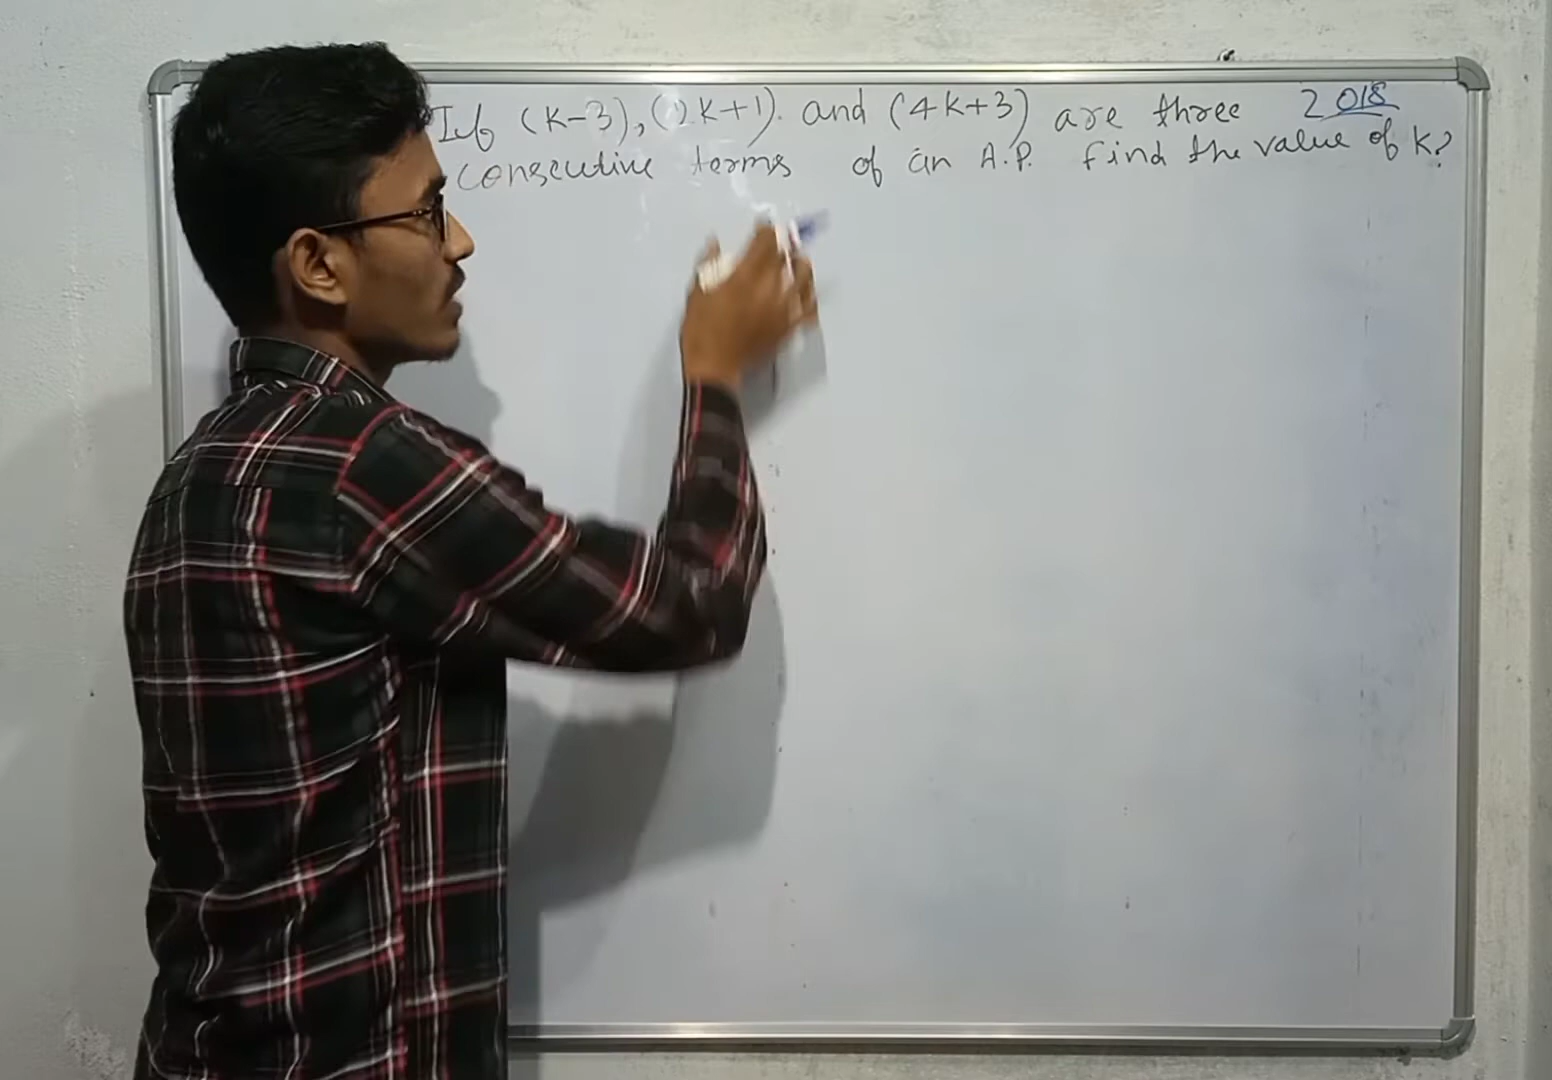 If (k-3), (2k+1). and (4k+3) are three 2018
consecutive terms of an A.P. find the value of k?